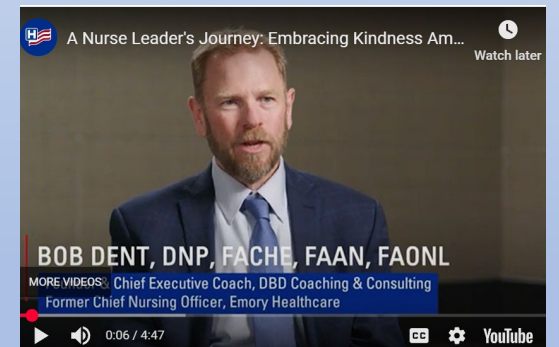 H
A Nurse Leader's Journey: Embracing Kindness Am...
Watch later
BOB DENT, DNP, FACHE, FAAN, FAONL
MORE VIDEOS & Chief Executive Coach, DBD Coaching & Consulting
Former Chief Nursing Officer, Emory Healthcare
0:06 / 4:47
CC
YouTube